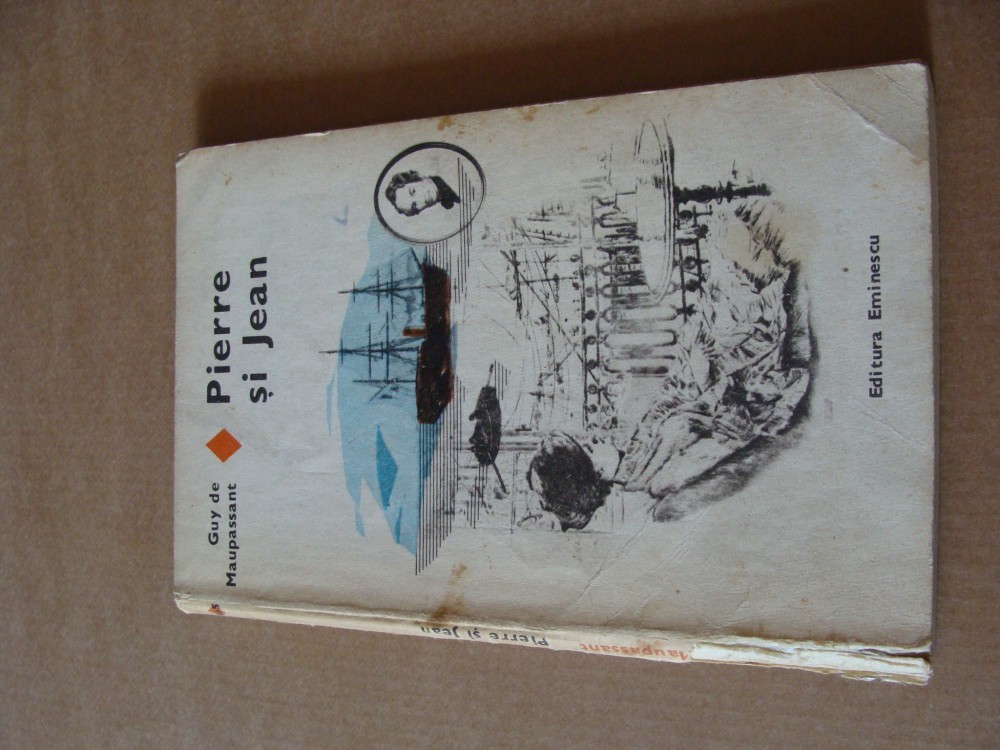 Guy de
Maupassant
Pierre
și Jean
Editura Eminescu
Maupassant
Pierre și Jean